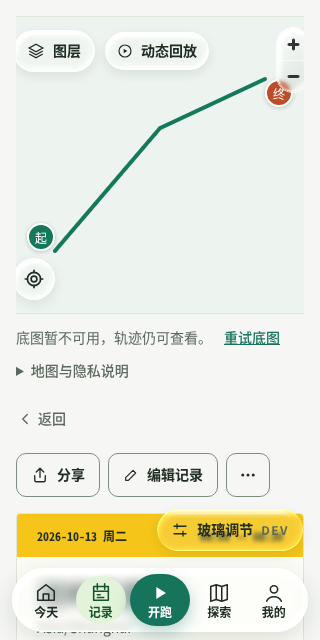 图层
动态回放
终
起
底图暂不可用，轨迹仍可查看。 重试底图
地图与隐私说明
返回
分享
编辑记录
2026-10-13 周二
玻璃调节 DEV
今天
记录
开跑
探索
我的